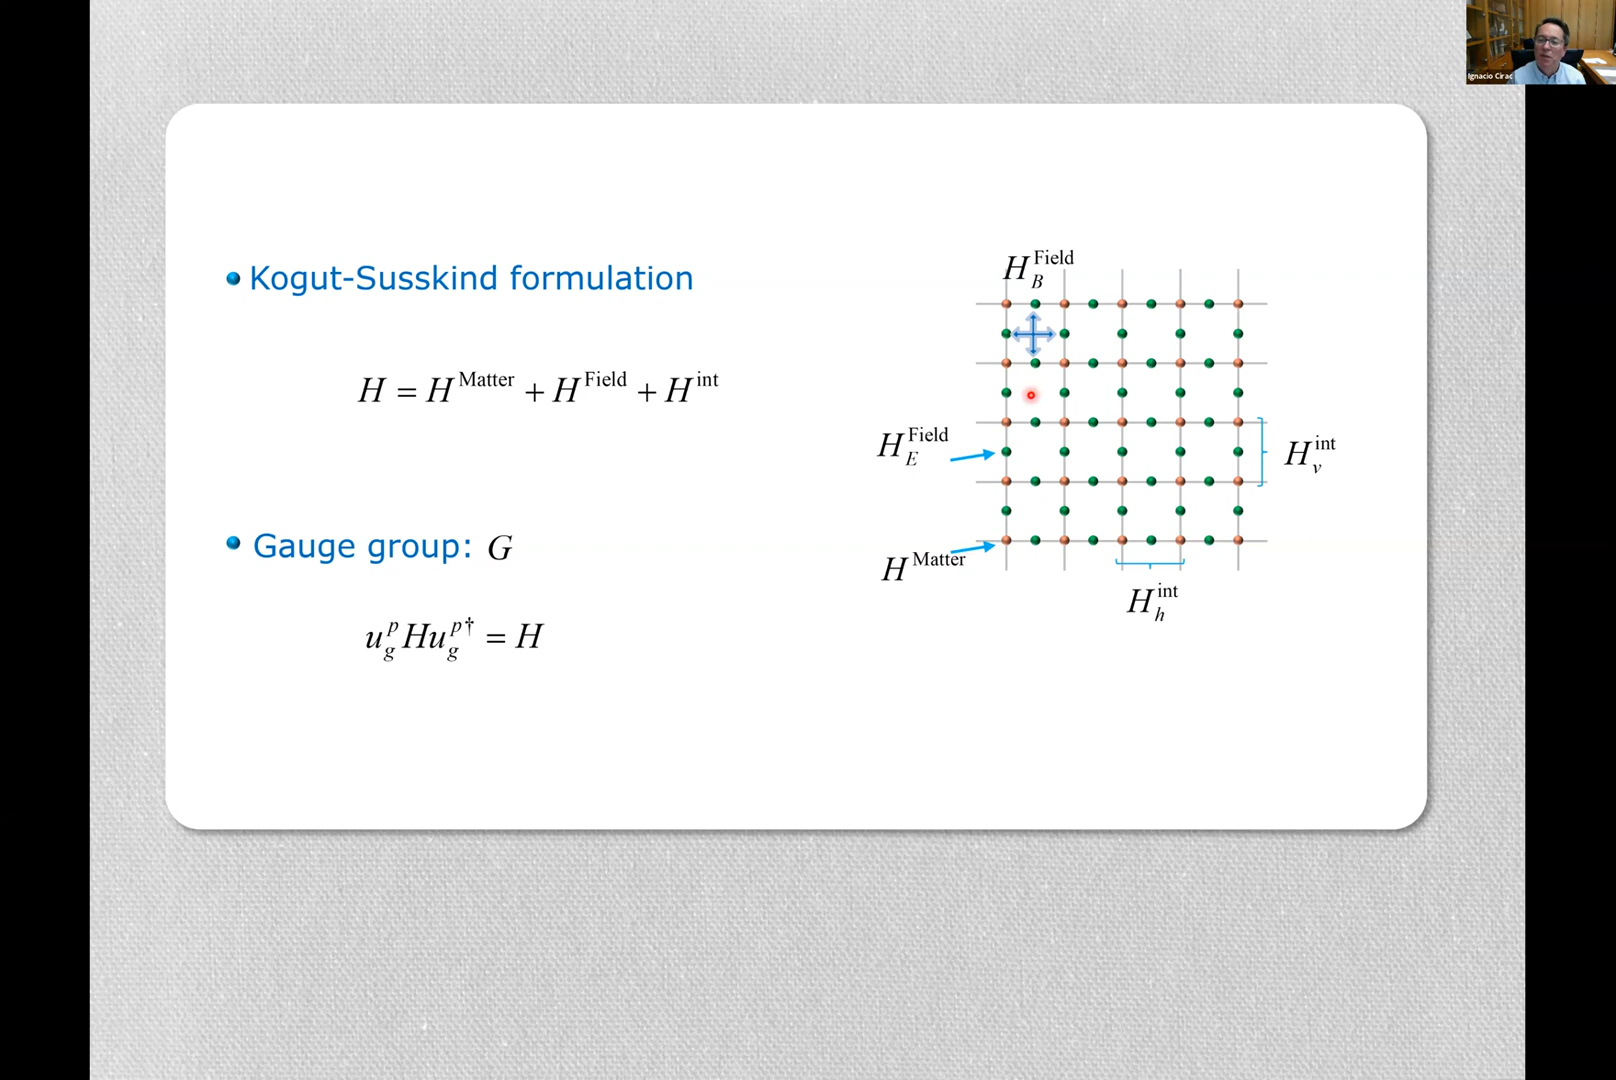 Ignacio Cirac
Kogut-Susskind formulation
H = H^Matter + H^Field + H^int
Gauge group: G
u_g^p H u_g^p† = H
H_B^Field
H_E^Field
H_v^int
H^Matter
H_h^int